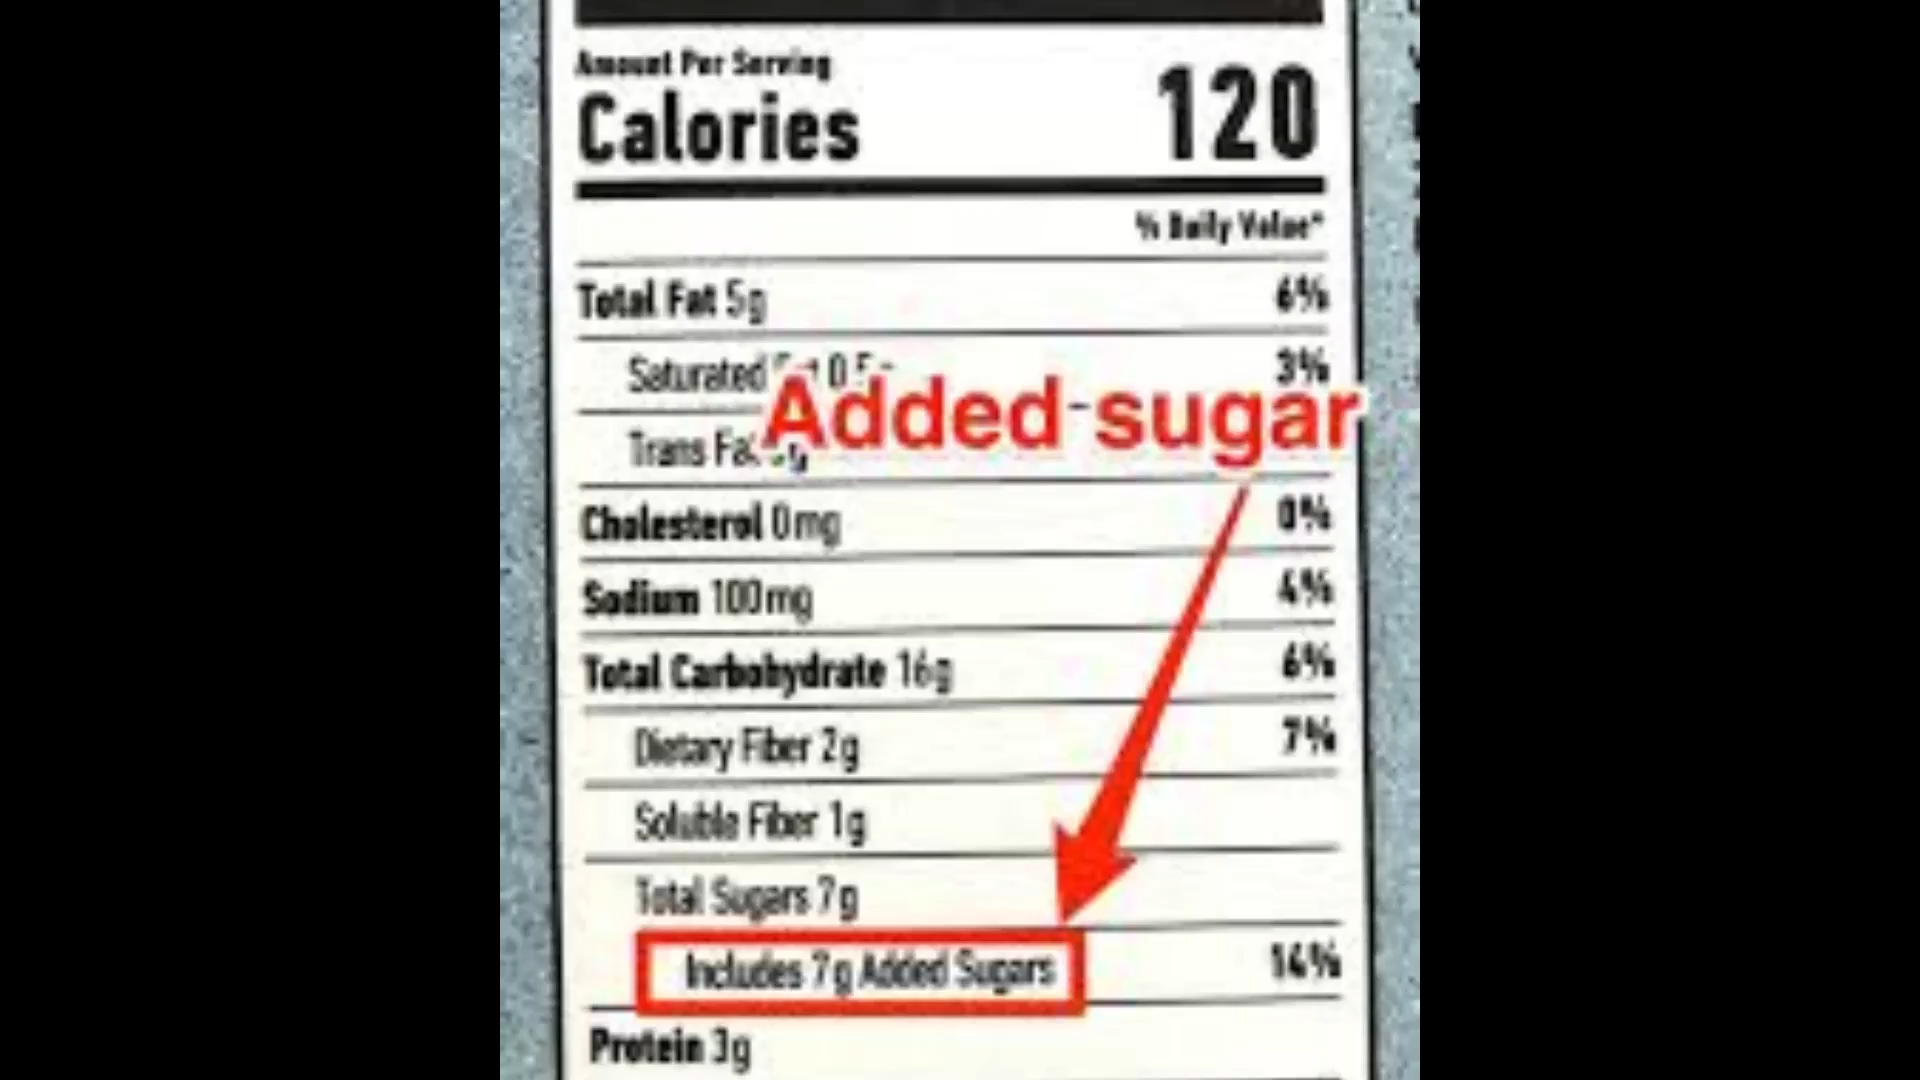 Amount Per Serving
Calories 120
% Daily Value*
Total Fat 5g 6%
Saturated 3%
Added sugar
Trans
Cholesterol 0mg 0%
Sodium 100mg 4%
Total Carbohydrate 16g 6%
Dietary Fiber 2g 7%
Soluble Fiber 1g
Total Sugars 7g
Includes 7g Added Sugars 14%
Protein 3g